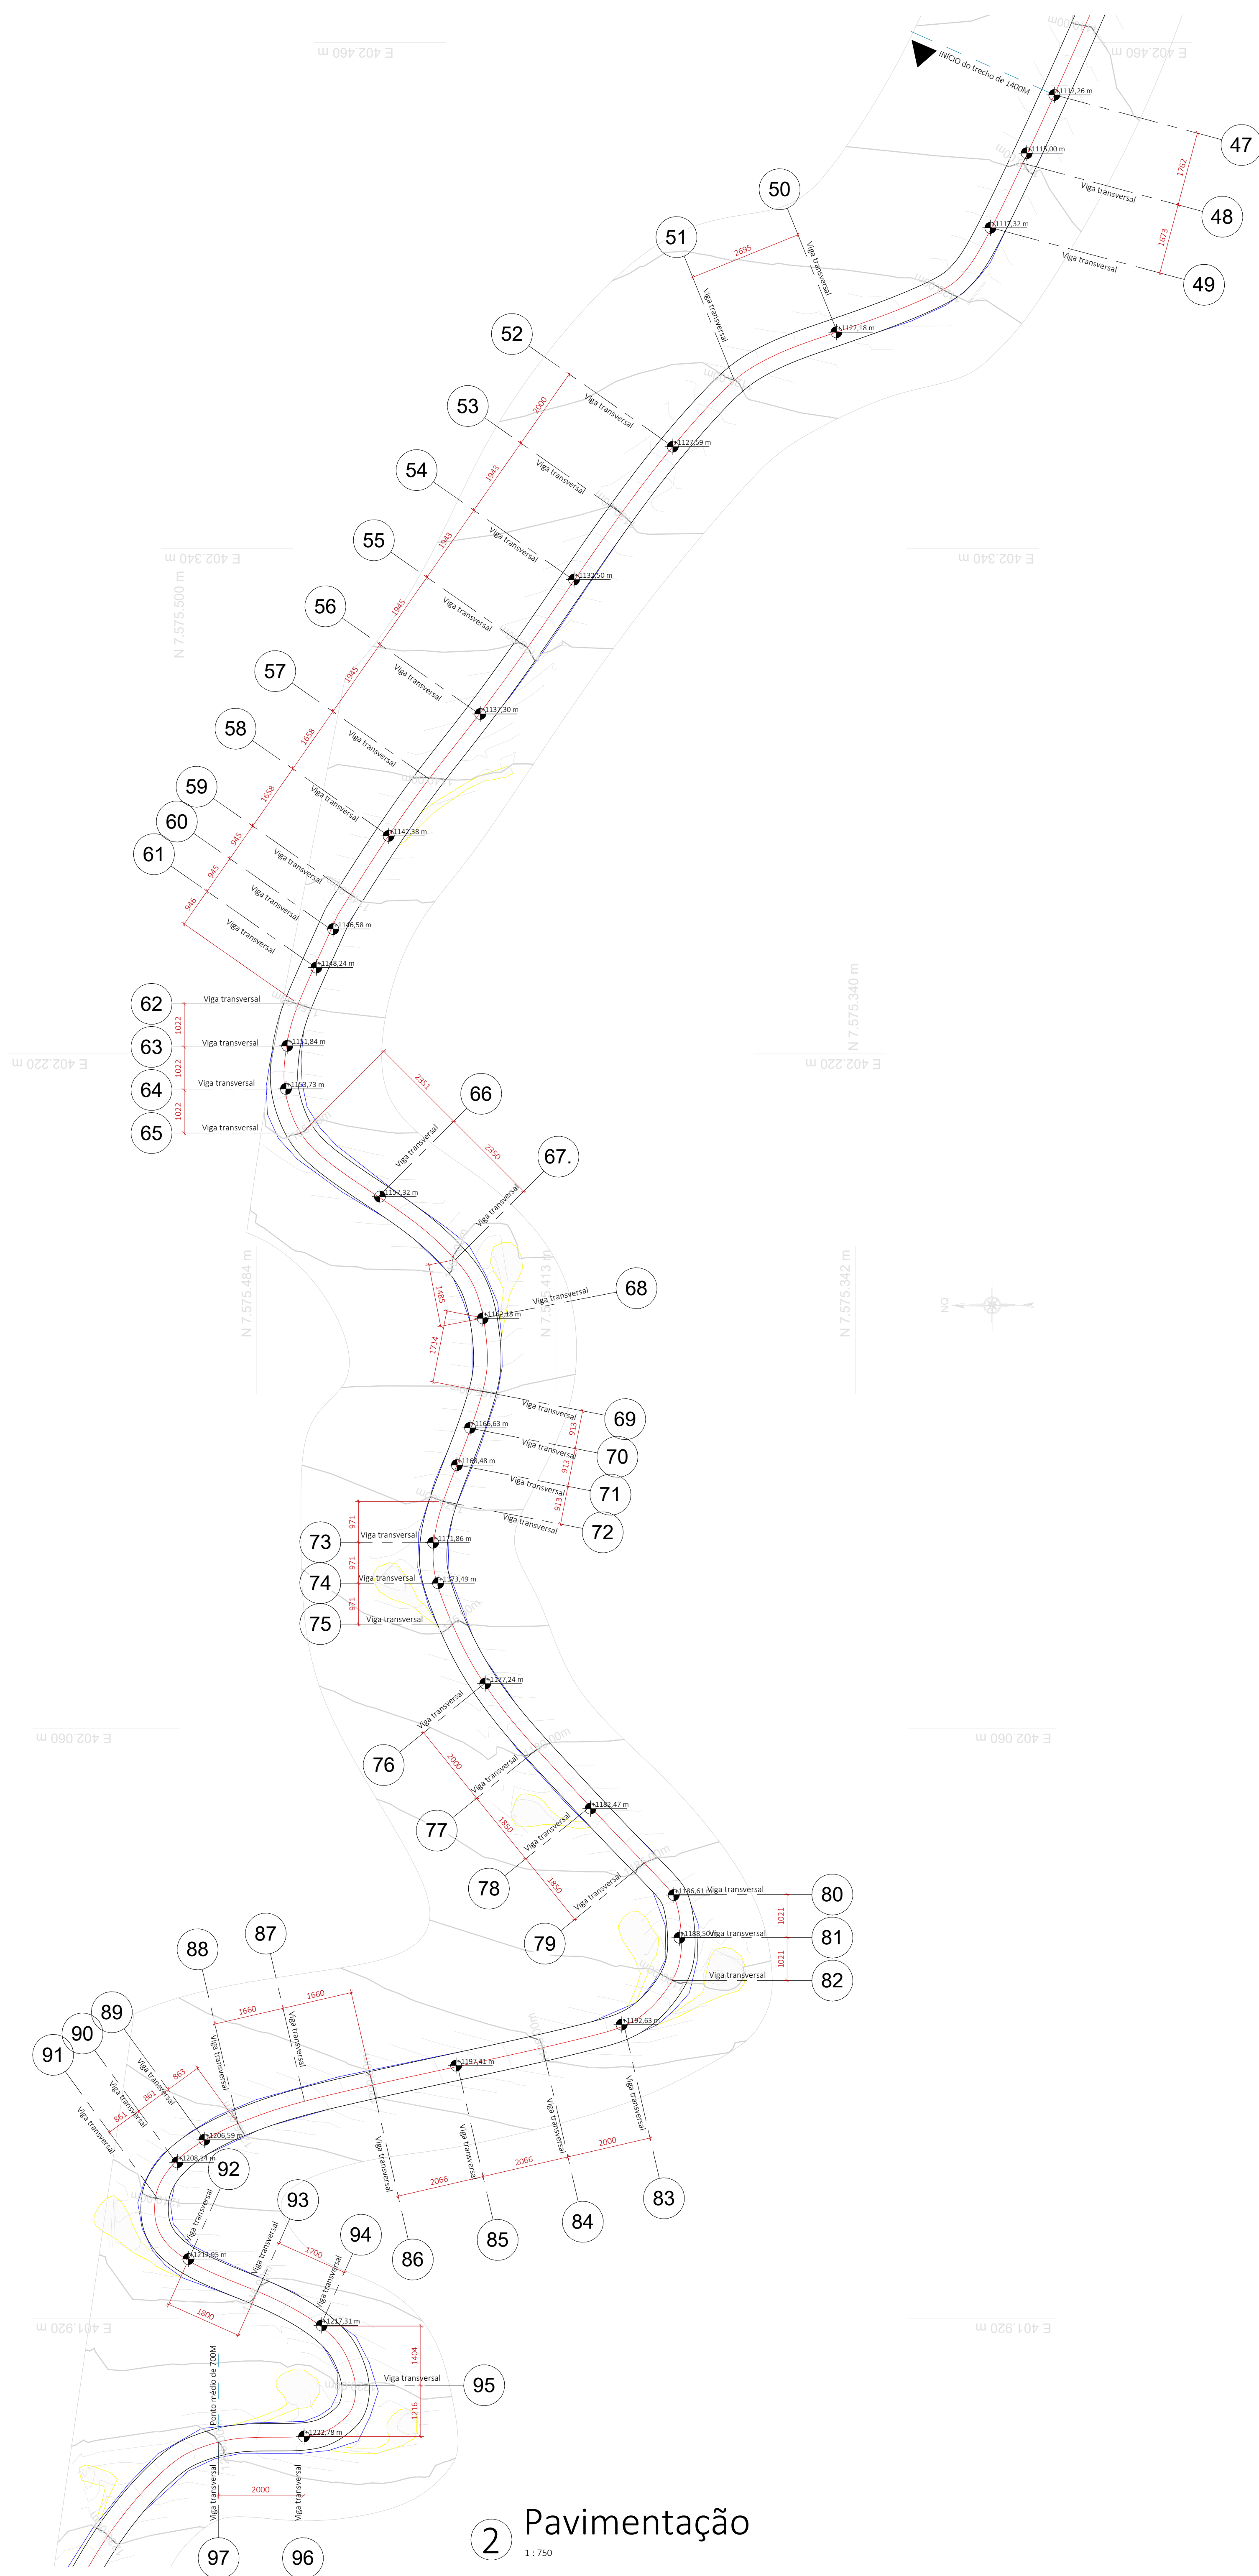 E 402.460 m
E 402.460 m
INÍCIO do trecho de 1400M
+1112,26 m
47
+1115,00 m
1762
Viga transversal
48
+1117,32 m
1673
Viga transversal
49
50
51
2695
Viga transversal
Viga transversal
+1122,18 m
52
2000
Viga transversal
+1127,59 m
53
1943
Viga transversal
54
1943
Viga transversal
+1132,50 m
55
1945
Viga transversal
56
1945
Viga transversal
+1137,30 m
57
1658
Viga transversal
58
1658
Viga transversal
+1142,38 m
59
945
Viga transversal
60
945
Viga transversal
+1146,58 m
61
946
Viga transversal
+1148,24 m
E 402.340 m
E 402.340 m
N 7.575.500 m
N 7.575.340 m
62
Viga transversal
1022
63
Viga transversal
+1151,84 m
1022
64
Viga transversal
+1153,73 m
1022
65
Viga transversal
E 402.220 m
E 402.220 m
2351
66
Viga transversal
2350
+1157,32 m
67.
Viga transversal
N 7.575.484 m
N 7.575.413 m
N 7.575.342 m
NQ
1485
68
Viga transversal
+1162,18 m
1714
Viga transversal
69
913
+1166,63 m
Viga transversal
70
913
+1168,48 m
Viga transversal
71
913
Viga transversal
72
971
73
Viga transversal
+1171,86 m
971
74
Viga transversal
+1173,49 m
971
75
Viga transversal
+1177,24 m
Viga transversal
76
2000
E 402.060 m
E 402.060 m
Viga transversal
77
1850
+1182,47 m
Viga transversal
78
1850
Viga transversal
79
+1186,61 m
Viga transversal
80
1021
+1188,50 m
Viga transversal
81
1021
Viga transversal
82
+1192,63 m
87
88
1660
1660
Viga transversal
Viga transversal
89
90
91
863
861
861
Viga transversal
Viga transversal
Viga transversal
+1197,41 m
+1206,59 m
+1208,14 m
Viga transversal
Viga transversal
Viga transversal
Viga transversal
2000
2066
2066
83
84
85
86
92
Viga transversal
+1212,95 m
93
Viga transversal
94
1700
Viga transversal
1800
+1217,31 m
E 401.920 m
E 401.920 m
1404
Viga transversal
95
1216
Ponto médio de 700M
+1222,78 m
Viga transversal
Viga transversal
2000
97
96
2
Pavimentação
1 : 750